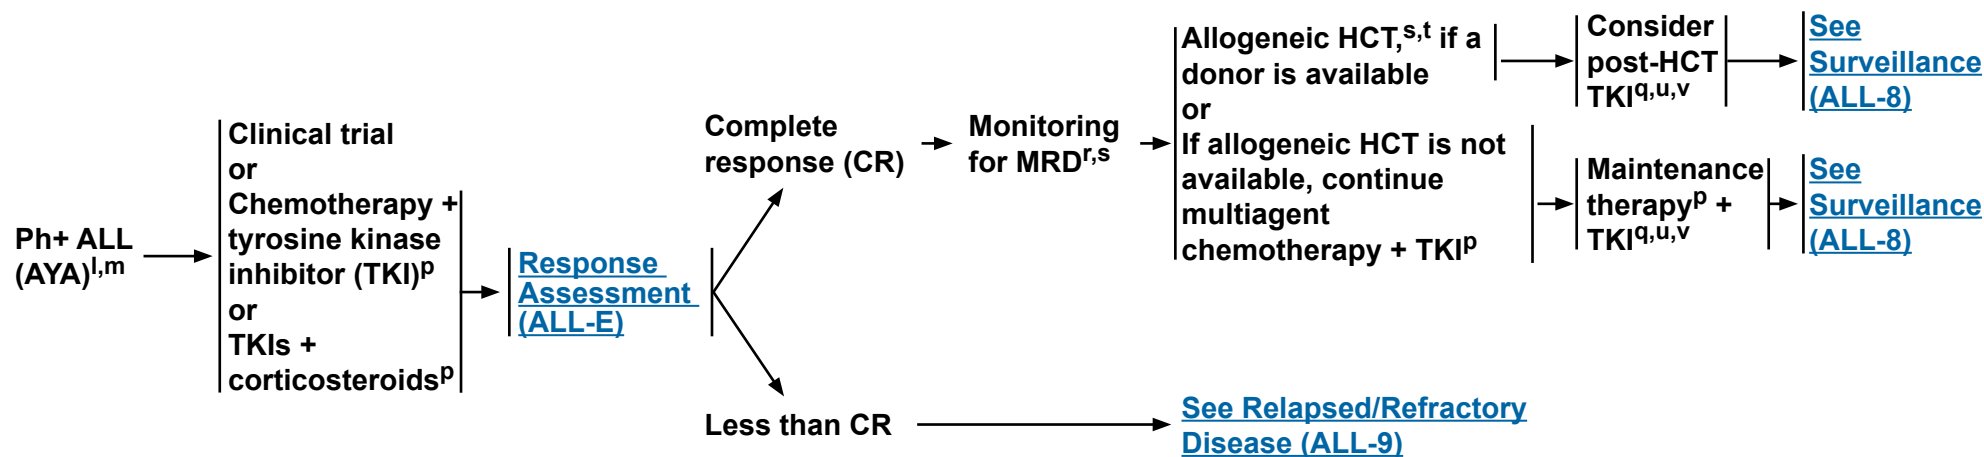 Ph+ ALL
(AYA)l,m
Clinical trial
or
Chemotherapy +
tyrosine kinase
inhibitor (TKI)p
or
TKIs +
corticosteroidsp
Response
Assessment
(ALL-E)
Complete
response (CR)
Monitoring
for MRDr,s
Allogeneic HCT,s,t if a
donor is available
or
If allogeneic HCT is not
available, continue
multiagent
chemotherapy + TKIp
Consider
post-HCT
TKIq,u,v
See
Surveillance
(ALL-8)
Maintenance
therapyp +
TKIq,u,v
See
Surveillance
(ALL-8)
Less than CR
See Relapsed/Refractory
Disease (ALL-9)